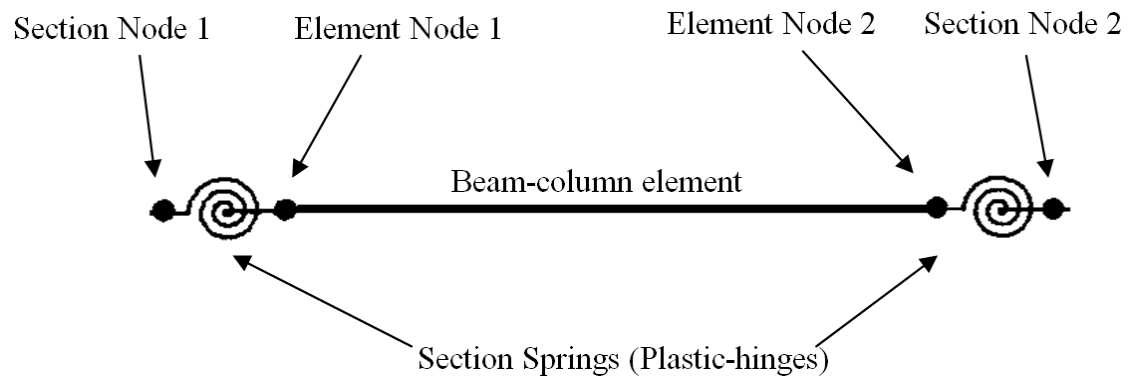 Section Node 1
Element Node 1
Element Node 2
Section Node 2
Beam-column element
Section Springs (Plastic-hinges)